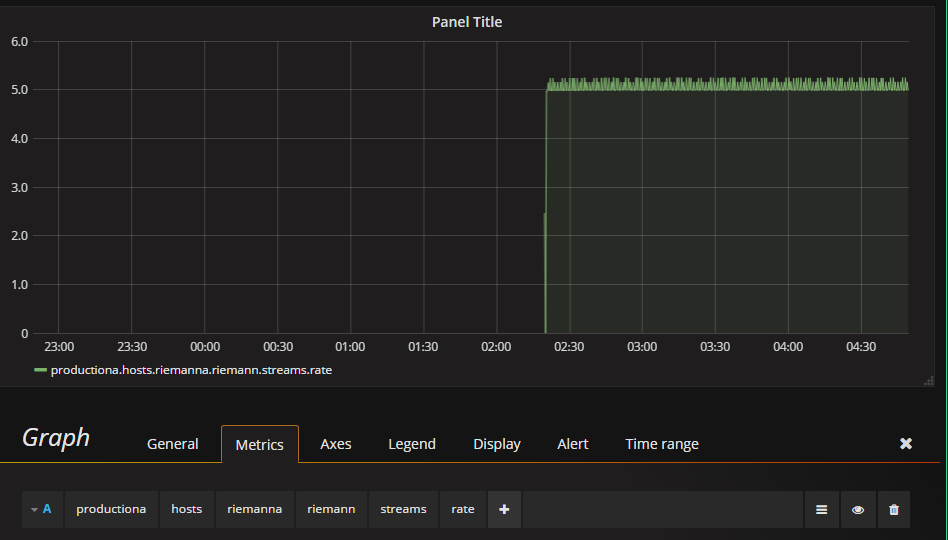 Panel Title
6.0
5.0
4.0
3.0
2.0
1.0
0
23:00 23:30 00:00 00:30 01:00 01:30 02:00 02:30 03:00 03:30 04:00 04:30
productiona.hosts.riemanna.riemann.streams.rate
Graph General Metrics Axes Legend Display Alert Time range
A productiona hosts riemanna riemann streams rate